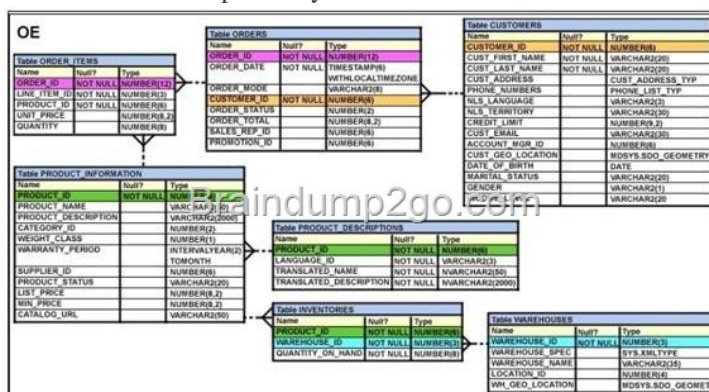 OE
Table ORDER_ITEMS
Name Null? Type
ORDER_ID NOT NULL NUMBER(12)
LINE_ITEM_ID NOT NULL NUMBER(3)
PRODUCT_ID NOT NULL NUMBER(6)
UNIT_PRICE NUMBER(8,2)
QUANTITY NUMBER(8)
Table ORDERS
Name Null? Type
ORDER_ID NOT NULL NUMBER(12)
ORDER_DATE NOT NULL TIMESTAMP(6)
WITHLOCALTIMEZONE
ORDER_MODE VARCHAR2(8)
CUSTOMER_ID NOT NULL NUMBER(6)
ORDER_STATUS NUMBER(2)
ORDER_TOTAL NUMBER(8,2)
SALES_REP_ID NUMBER(6)
PROMOTION_ID NUMBER(6)
Table CUSTOMERS
Name Null? Type
CUSTOMER_ID NOT NULL NUMBER(6)
CUST_FIRST_NAME NOT NULL VARCHAR2(20)
CUST_LAST_NAME NOT NULL VARCHAR2(20)
CUST_ADDRESS CUST_ADDRESS_TYP
PHONE_NUMBERS PHONE_LIST_TYP
NLS_LANGUAGE VARCHAR2(3)
NLS_TERRITORY VARCHAR2(30)
CREDIT_LIMIT NUMBER(9,2)
CUST_EMAIL VARCHAR2(30)
ACCOUNT_MGR_ID NUMBER(6)
CUST_GEO_LOCATION MDSYS.SDO_GEOMETRY
DATE_OF_BIRTH DATE
MARITAL_STATUS VARCHAR2(20)
GENDER VARCHAR2(1)
VARCHAR2(20
Table PRODUCT_INFORMATION
Name Null? Type
PRODUCT_ID NOT NULL
PRODUCT_NAME
PRODUCT_DESCRIPTION VARCHAR2(2000)
CATEGORY_ID NUMBER(2)
WEIGHT_CLASS NUMBER(1)
WARRANTY_PERIOD INTERVALYEAR(2)
TOMONTH
SUPPLIER_ID NUMBER(6)
PRODUCT_STATUS VARCHAR2(20)
LIST_PRICE NUMBER(8,2)
MIN_PRICE NUMBER(8,2)
CATALOG_URL VARCHAR2(50)
Braindump2go.com
Table PRODUCT_DESCRIPTIONS
Name Null? Type
PRODUCT_ID NOT NULL NUMBER(6)
LANGUAGE_ID NOT NULL VARCHAR2(3)
TRANSLATED_NAME NOT NULL NVARCHAR2(50)
TRANSLATED_DESCRIPTION NOT NULL NVARCHAR2(2000)
Table INVENTORIES
Name Null? Type
PRODUCT_ID NOT NULL NUMBER(6)
WAREHOUSE_ID NOT NULL NUMBER(3)
QUANTITY_ON_HAND NOT NULL NUMBER(8)
Table WAREHOUSES
Name Null? Type
WAREHOUSE_ID NOT NULL NUMBER(3)
WAREHOUSE_SPEC SYS.XMLTYPE
WAREHOUSE_NAME VARCHAR2(35)
LOCATION_ID NUMBER(4)
WH_GEO_LOCATION MDSYS.SDO_GEOM